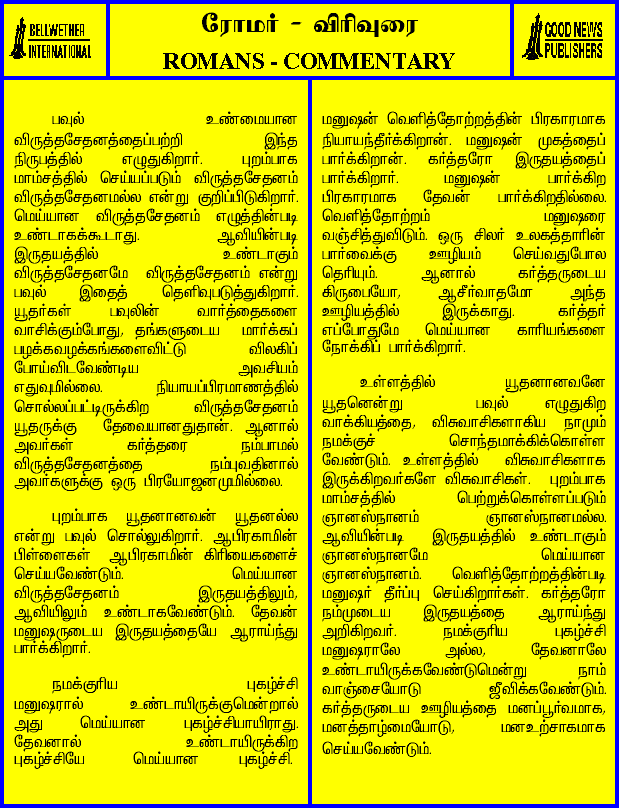 BELLWETHER
INTERNATIONAL
ரோமர் - விரிவுரை
ROMANS - COMMENTARY
GOOD NEWS
PUBLISHERS
பவுல் உண்மையான
விருத்தசேதனத்தைப்பற்றி இந்த
நிருபத்தில் எழுதுகிறார். புறம்பாக
மாம்சத்தில் செய்யப்படும் விருத்தசேதனம்
விருத்தசேதனமல்ல என்று குறிப்பிடுகிறார்.
மெய்யான விருத்தசேதனம் எழுத்தின்படி
உண்டாகக்கூடாது. ஆவியின்படி
இருதயத்தில் உண்டாகும்
விருத்தசேதனமே விருத்தசேதனம் என்று
பவுல் இதைத் தெளிவுபடுத்துகிறார்.
யூதர்கள் பவுலின் வார்த்தைகளை
வாசிக்கும்போது, தங்களுடைய மார்க்கப்
பழக்கவழக்கங்களைவிட்டு விலகிப்
போய்விடவேண்டிய அவசியம்
எதுவுமில்லை. நியாயப்பிரமாணத்தில்
சொல்லப்பட்டிருக்கிற விருத்தசேதனம்
யூதருக்கு தேவையானதுதான். ஆனால்
அவர்கள் கர்த்தரை நம்பாமல்
விருத்தசேதனத்தை நம்புவதினால்
அவர்களுக்கு ஒரு பிரயோஜனமுமில்லை.
புறம்பாக யூதனானவன் யூதனல்ல
என்று பவுல் சொல்லுகிறார். ஆபிரகாமின்
பிள்ளைகள் ஆபிரகாமின் கிரியைகளைச்
செய்யவேண்டும். மெய்யான
விருத்தசேதனம் இருதயத்திலும்,
ஆவியிலும் உண்டாகவேண்டும். தேவன்
மனுஷருடைய இருதயத்தையே ஆராய்ந்து
பார்க்கிறார்.
நமக்குரிய புகழ்ச்சி
மனுஷரால் உண்டாயிருக்குமென்றால்
அது மெய்யான புகழ்ச்சியாயிராது.
தேவனால் உண்டாயிருக்கிற
புகழ்ச்சியே மெய்யான புகழ்ச்சி.
மனுஷன் வெளித்தோற்றத்தின் பிரகாரமாக
நியாயந்தீர்க்கிறான். மனுஷன் முகத்தைப்
பார்க்கிறான். கர்த்தரோ இருதயத்தைப்
பார்க்கிறார். மனுஷன் பார்க்கிற
பிரகாரமாக தேவன் பார்க்கிறதில்லை.
வெளித்தோற்றம் மனுஷரை
வஞ்சித்துவிடும். ஒரு சிலர் உலகத்தாரின்
பார்வைக்கு ஊழியம் செய்வதுபோல
தெரியும். ஆனால் கர்த்தருடைய
கிருபையோ, ஆசீர்வாதமோ அந்த
ஊழியத்தில் இருக்காது. கர்த்தர்
எப்போதுமே மெய்யான காரியங்களை
நோக்கிப் பார்க்கிறார்.
உள்ளத்தில் யூதனானவனே
யூதனென்று பவுல் எழுதுகிற
வாக்கியத்தை, விசுவாசிகளாகிய நாமும்
நமக்குச் சொந்தமாக்கிக்கொள்ள
வேண்டும். உள்ளத்தில் விசுவாசிகளாக
இருக்கிறவர்களே விசுவாசிகள். புறம்பாக
மாம்சத்தில் பெற்றுக்கொள்ளப்படும்
ஞானஸ்நானம் ஞானஸ்நானமல்ல.
ஆவியின்படி இருதயத்தில் உண்டாகும்
ஞானஸ்நானமே மெய்யான
ஞானஸ்நானம். வெளித்தோற்றத்தின்படி
மனுஷர் தீர்ப்பு செய்கிறார்கள். கர்த்தரோ
நம்முடைய இருதயத்தை ஆராய்ந்து
அறிகிறவர். நமக்குரிய புகழ்ச்சி
மனுஷராலே அல்ல, தேவனாலே
உண்டாயிருக்கவேண்டுமென்று நாம்
வாஞ்சையோடு ஜீவிக்கவேண்டும்.
கர்த்தருடைய ஊழியத்தை மனப்பூர்வமாக,
மனத்தாழ்மையோடு, மனஉற்சாகமாக
செய்யவேண்டும்.